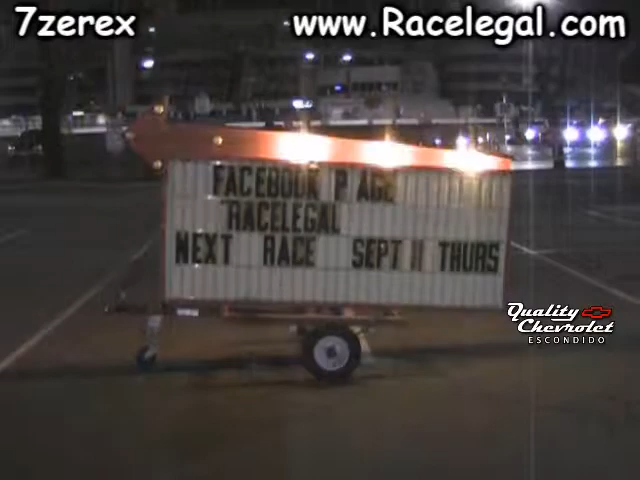 7zerex www.Racelegal.com
FACEBOOK PAGE
RACELEGAL
NEXT RACE SEPT 11 THURS
Quality
Chevrolet
ESCONDIDO